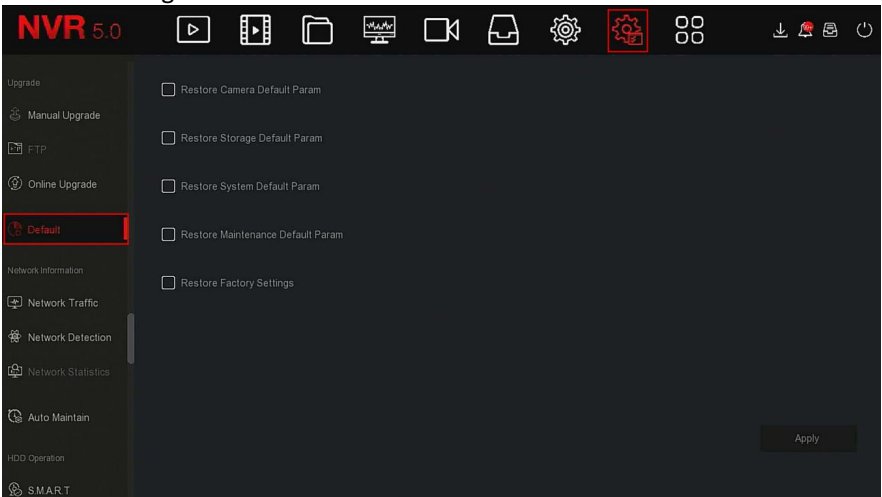 NVR 5.0
Upgrade
Manual Upgrade
FTP
Online Upgrade
Default
Network Information
Network Traffic
Network Detection
Network Statistics
Auto Maintain
HDD Operation
S.M.A.R.T
Restore Camera Default Param
Restore Storage Default Param
Restore System Default Param
Restore Maintenance Default Param
Restore Factory Settings
Apply